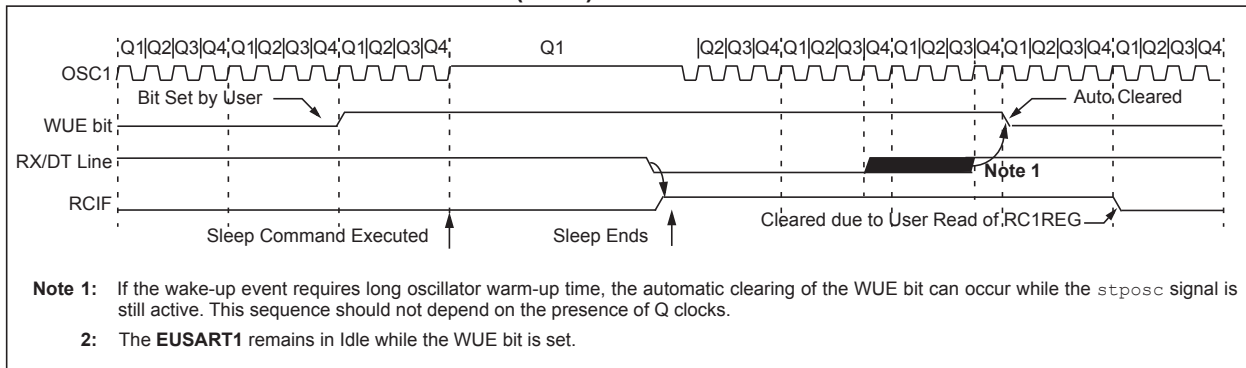 Q1|Q2|Q3|Q4|Q1|Q2|Q3|Q4|Q1|Q2|Q3|Q4 Q1 |Q2|Q3|Q4|Q1|Q2|Q3|Q4|Q1|Q2|Q3|Q4|Q1|Q2|Q3|Q4|Q1|Q2|Q3|Q4
OSC1
Bit Set by User Auto Cleared
WUE bit
RX/DT Line
Note 1
RCIF
Cleared due to User Read of RC1REG
Sleep Command Executed Sleep Ends
Note 1: If the wake-up event requires long oscillator warm-up time, the automatic clearing of the WUE bit can occur while the stposc signal is
still active. This sequence should not depend on the presence of Q clocks.
2: The EUSART1 remains in Idle while the WUE bit is set.